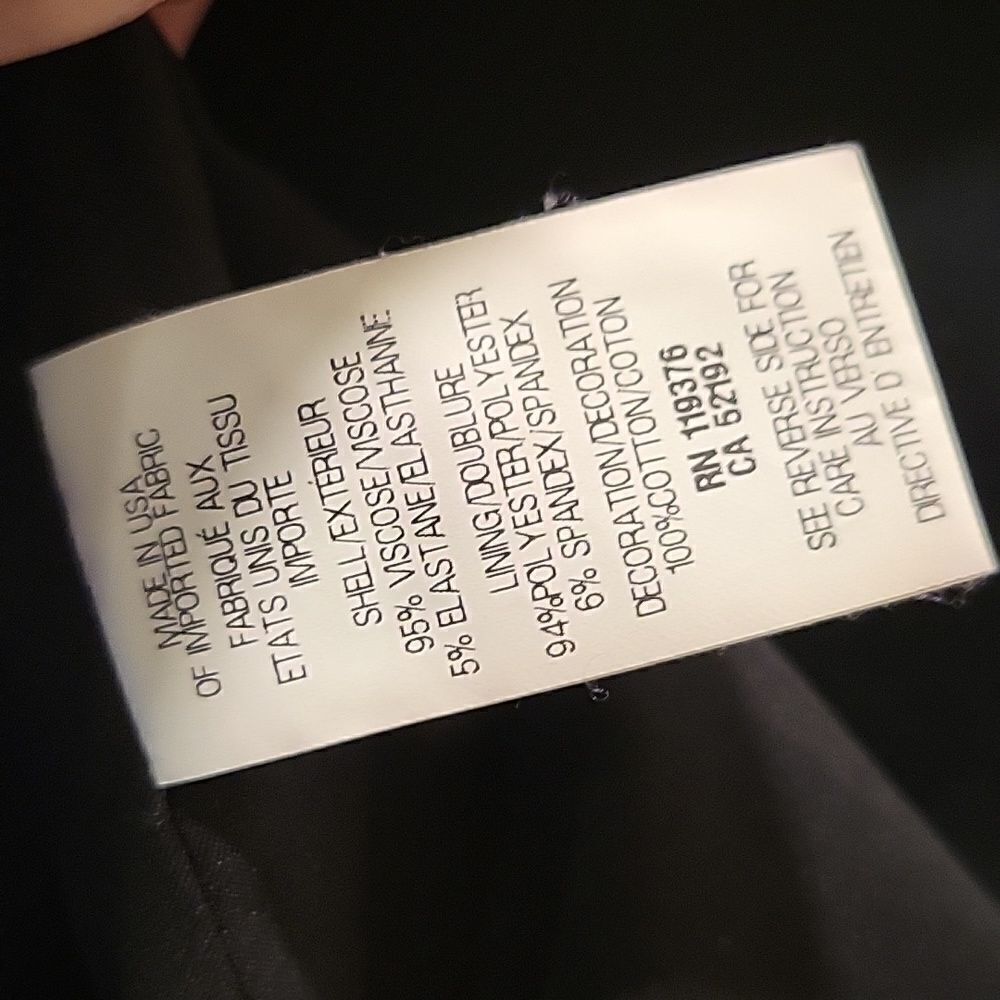 MADE IN USA
OF IMPORTED FABRIC
FABRIQUÉ AUX
ETATS UNIS DU TISSU
IMPORTE
SHELL/EXTÉRIEUR
95% VISCOSE/VISCOSE
5% ELASTANE/ELASTHANNE
LINING/DOUBLURE
94%POLYESTER/POLYESTER
6% SPANDEX/SPANDEX
DECORATION/DECORATION
100%COTTON/COTON
RN 119376
CA 52192
SEE REVERSE SIDE FOR
CARE INSTRUCTION
AU VERSO
DIRECTIVE D' ENTRETIEN